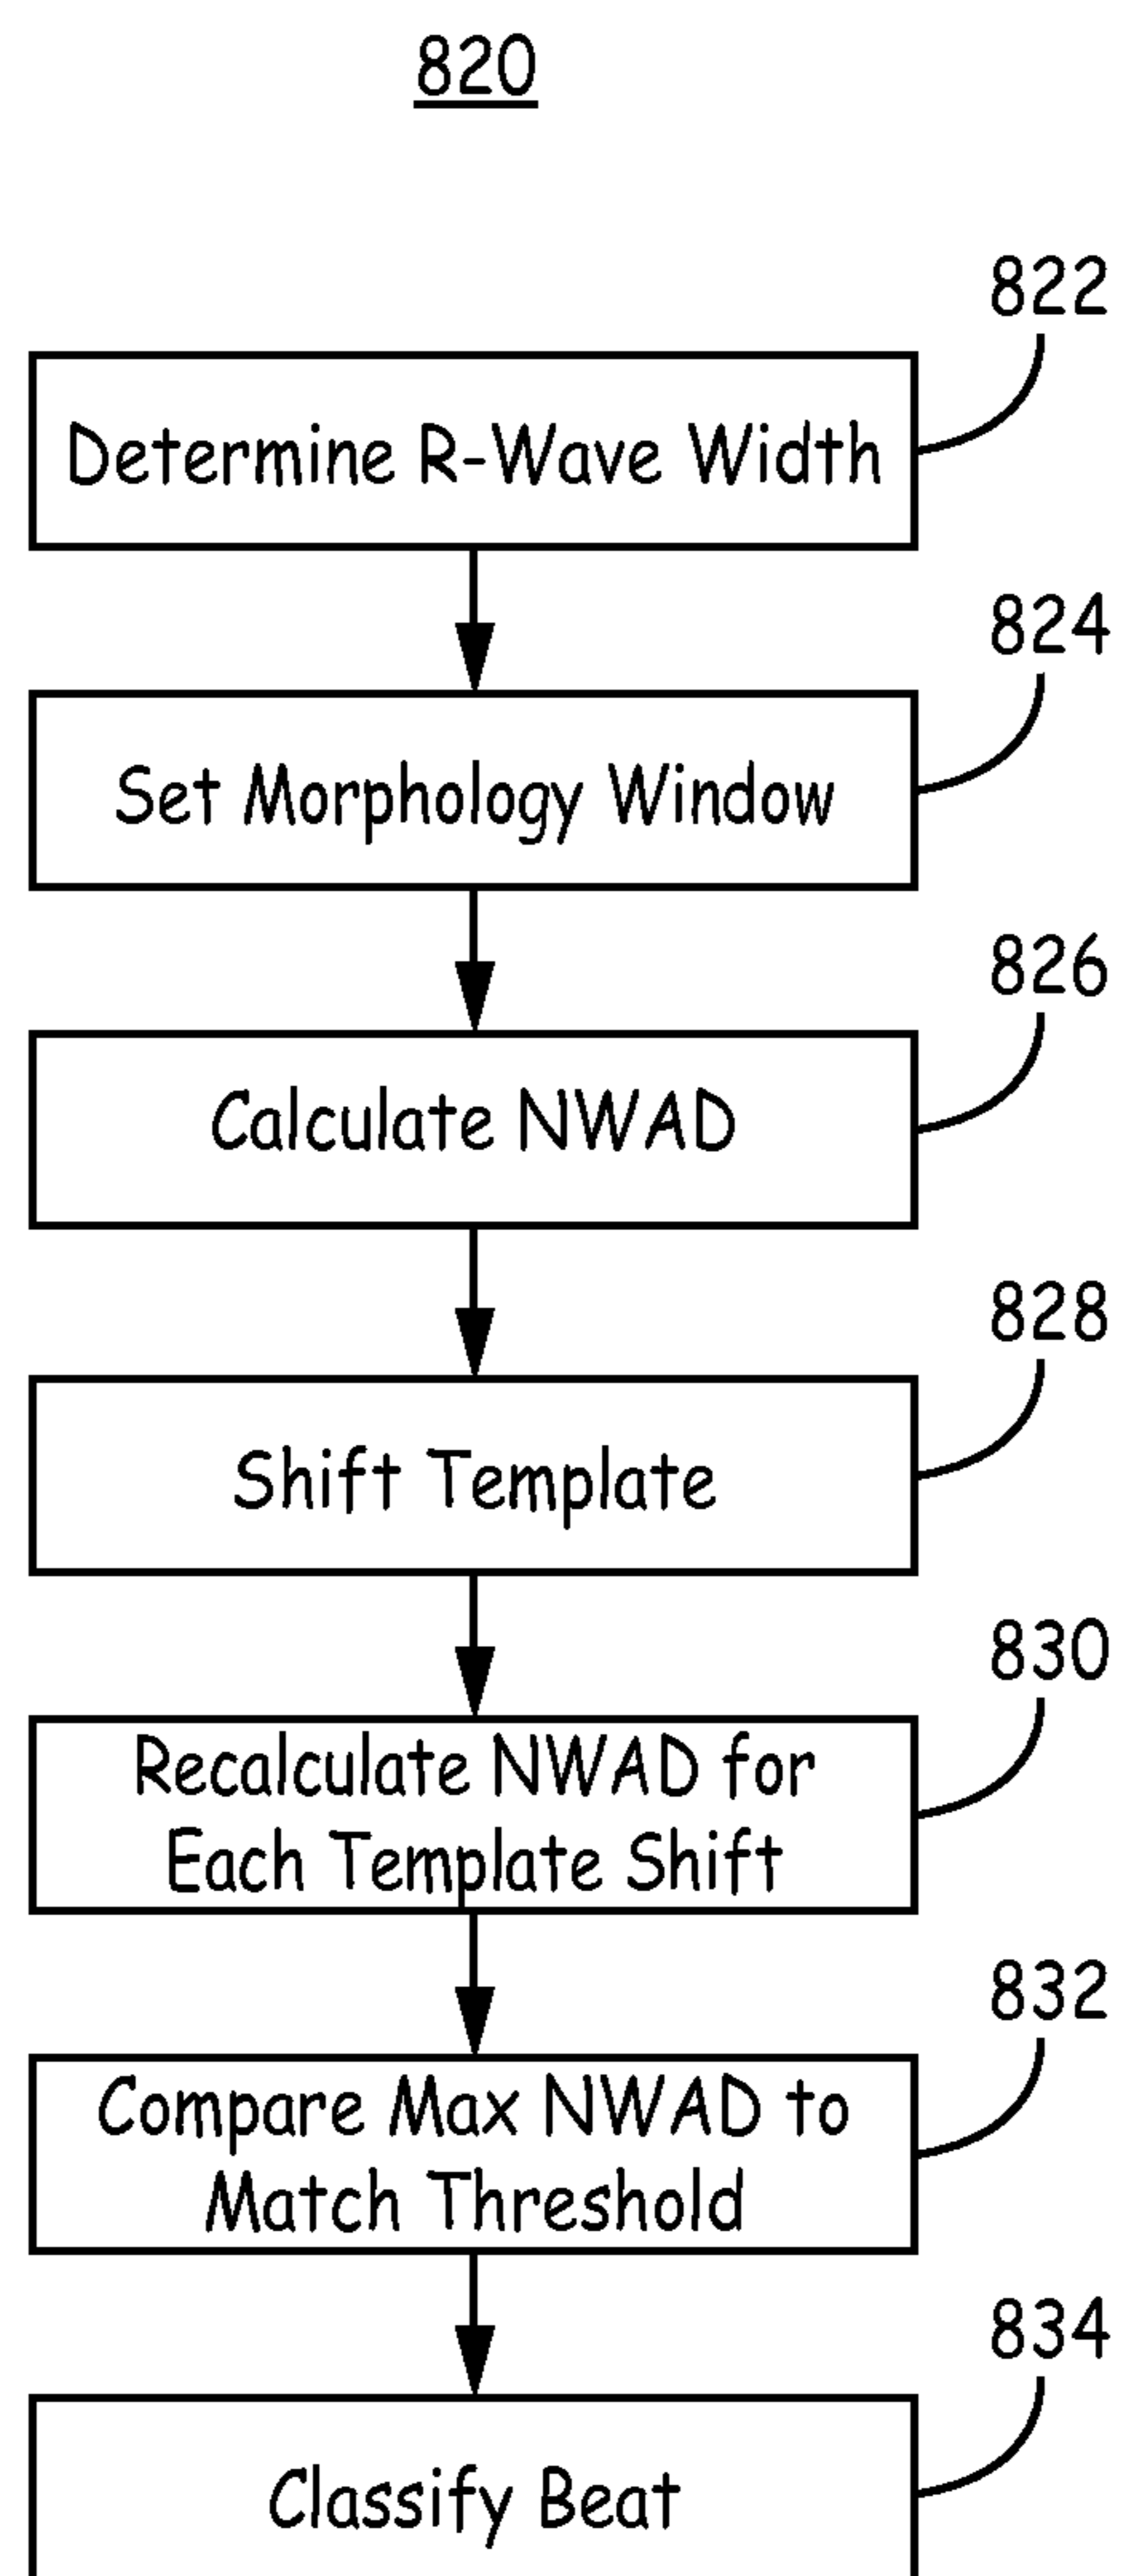 820
822
Determine R-Wave Width
824
Set Morphology Window
826
Calculate NWAD
828
Shift Template
830
Recalculate NWAD for
Each Template Shift
832
Compare Max NWAD to
Match Threshold
834
Classify Beat